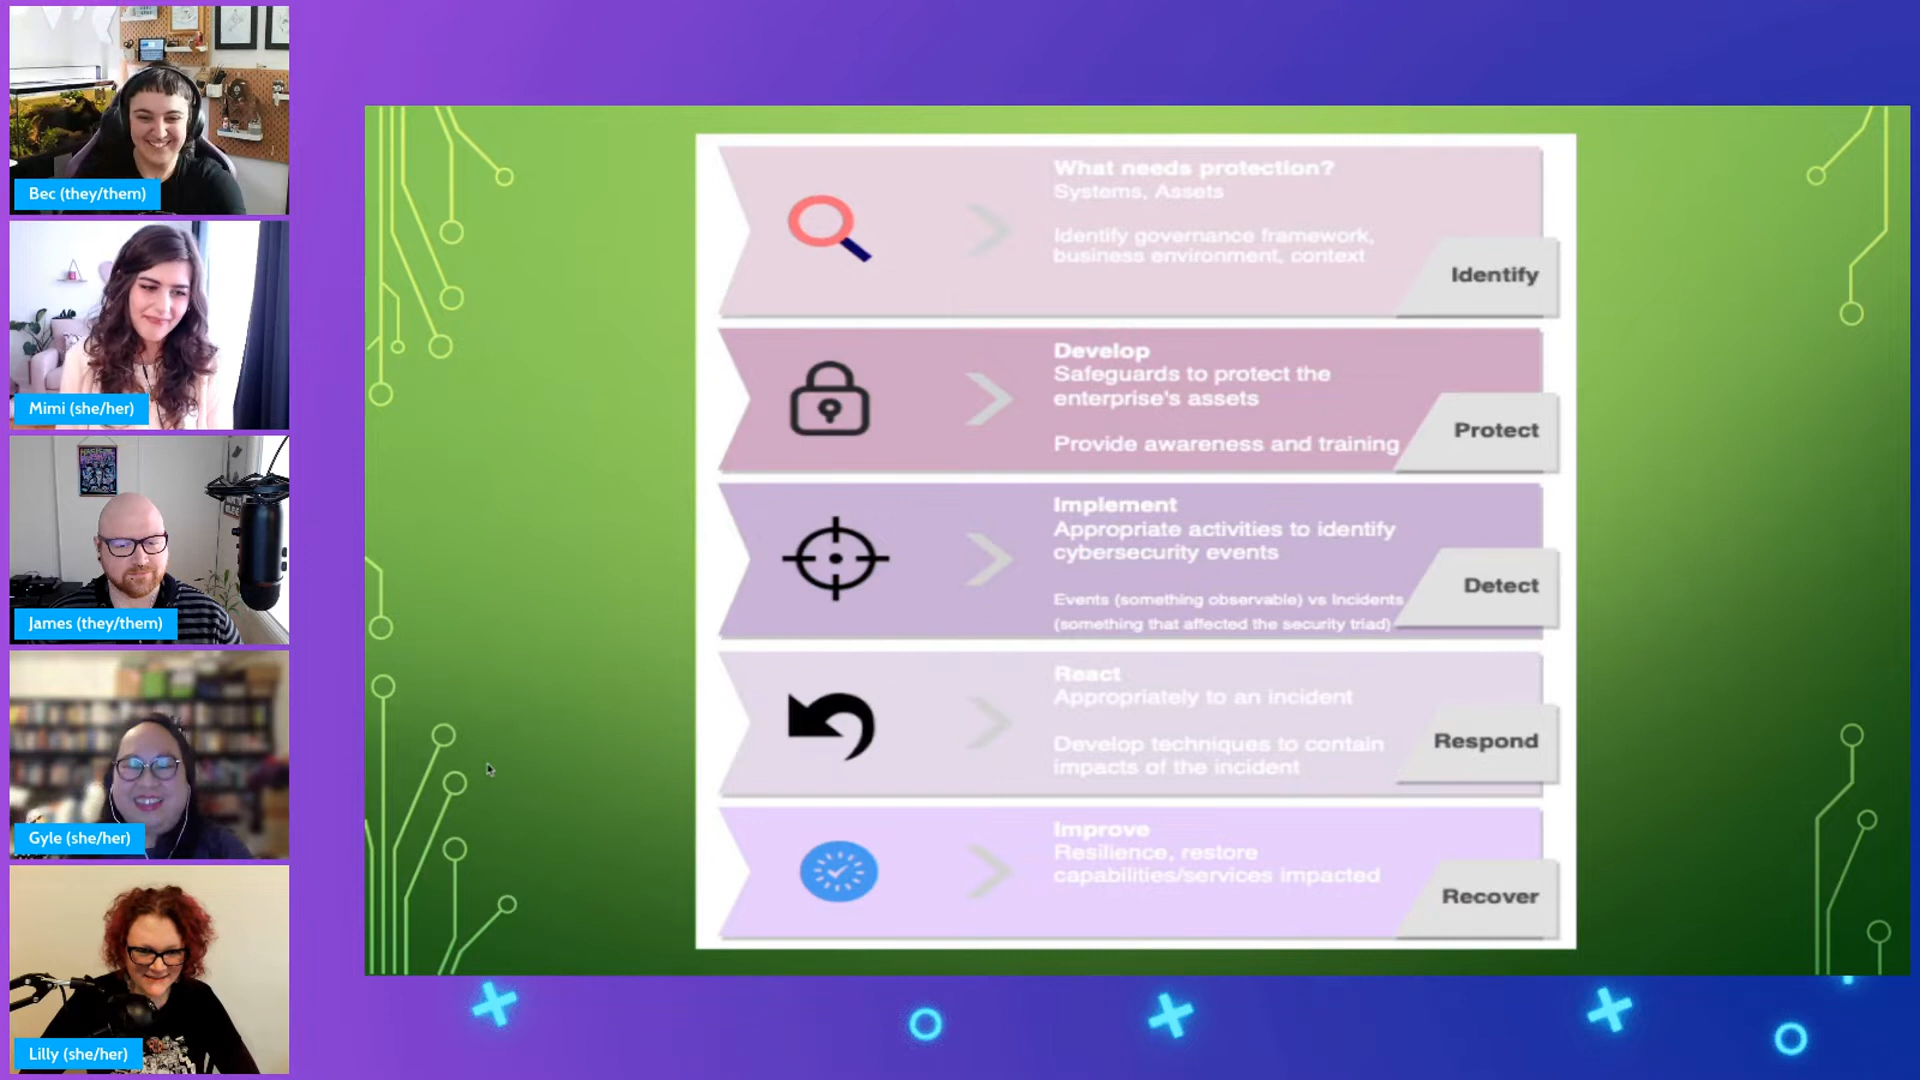 Bec (they/them)
Mimi (she/her)
James (they/them)
Gyle (she/her)
Lilly (she/her)
What needs protection?
Systems, Assets
Identify governance framework,
business environment, context
Identify
Develop
Safeguards to protect the
enterprise's assets
Provide awareness and training
Protect
Implement
Appropriate activities to identify
cybersecurity events
Events (something observable) vs Incidents
(something that affected the security triad)
Detect
React
Appropriately to an incident
Develop techniques to contain
impacts of the incident
Respond
Improve
Resilience, restore
capabilities/services impacted
Recover